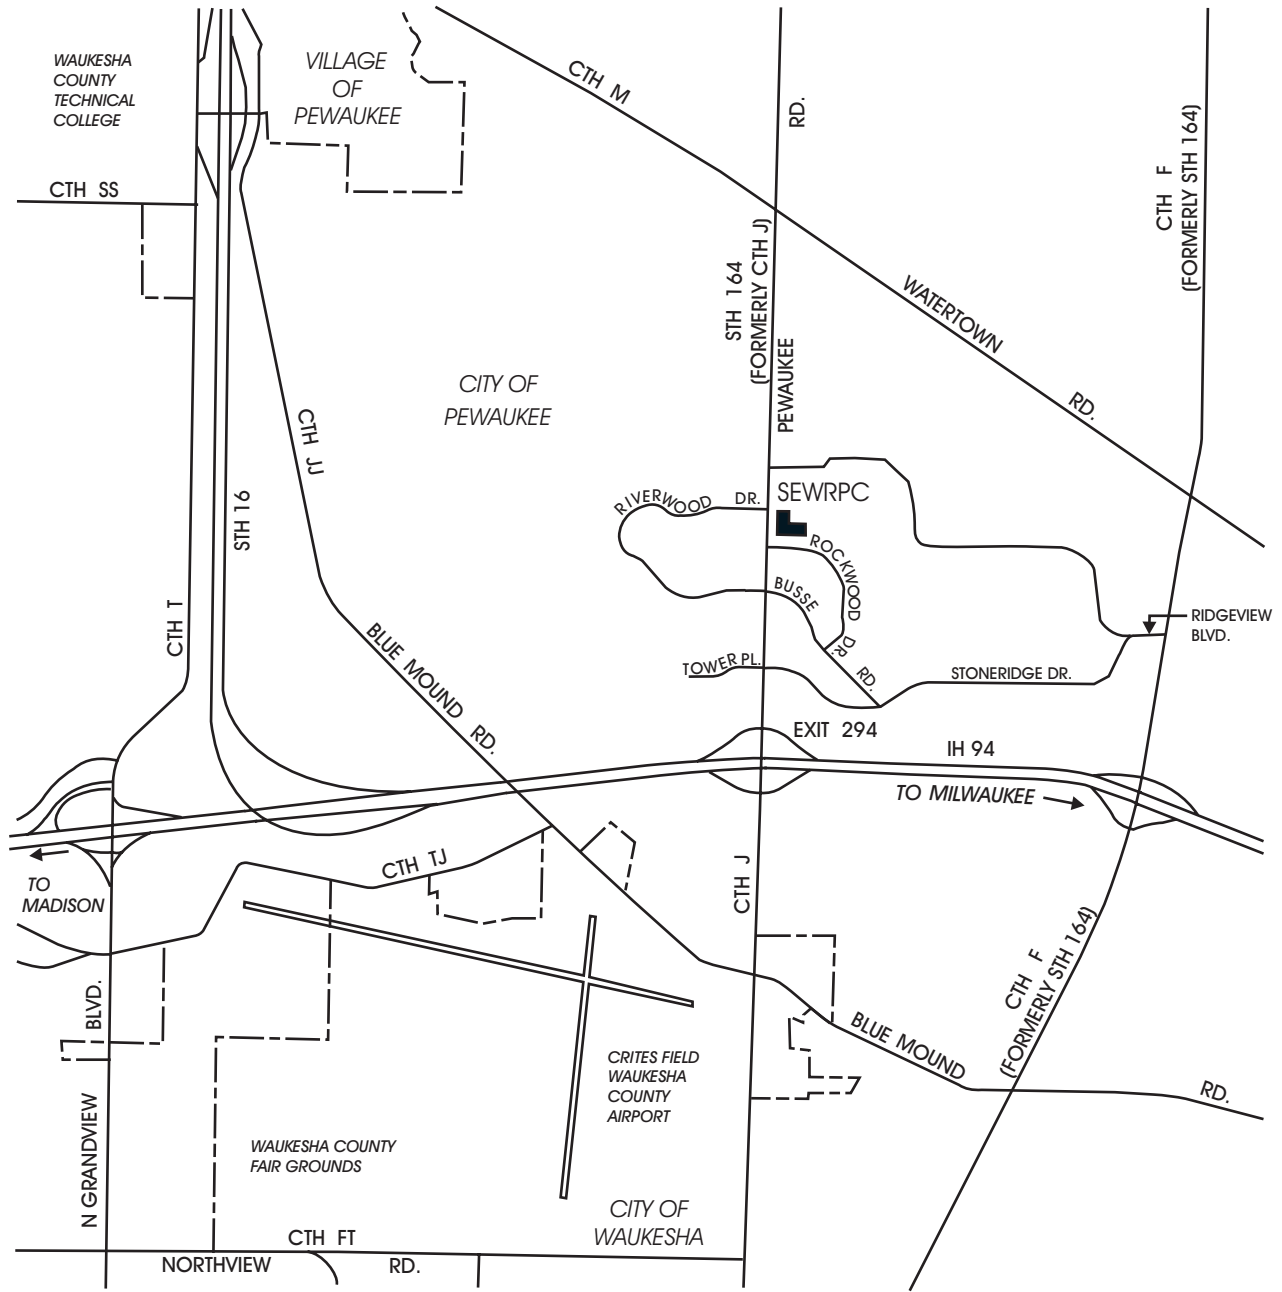 WAUKESHA
COUNTY
TECHNICAL
COLLEGE
VILLAGE
OF
PEWAUKEE
CTH M
RD.
CTH F
(FORMERLY STH 164)
CTH SS
STH 164
(FORMERLY CTH J)
PEWAUKEE
WATERTOWN
RD.
CITY OF
PEWAUKEE
CTH JJ
STH 16
CTH T
SEWRPC
RIVERWOOD DR.
ROCKWOOD DR.
BUSSE RD.
RIDGEVIEW
BLVD.
TOWER PL.
STONERIDGE DR.
BLUE MOUND RD.
EXIT 294
IH 94
TO MILWAUKEE
TO
MADISON
CTH TJ
CTH J
CTH F
(FORMERLY STH 164)
N GRANDVIEW BLVD.
BLUE MOUND RD.
CRITES FIELD
WAUKESHA
COUNTY
AIRPORT
WAUKESHA COUNTY
FAIR GROUNDS
CITY OF
WAUKESHA
CTH FT
NORTHVIEW RD.